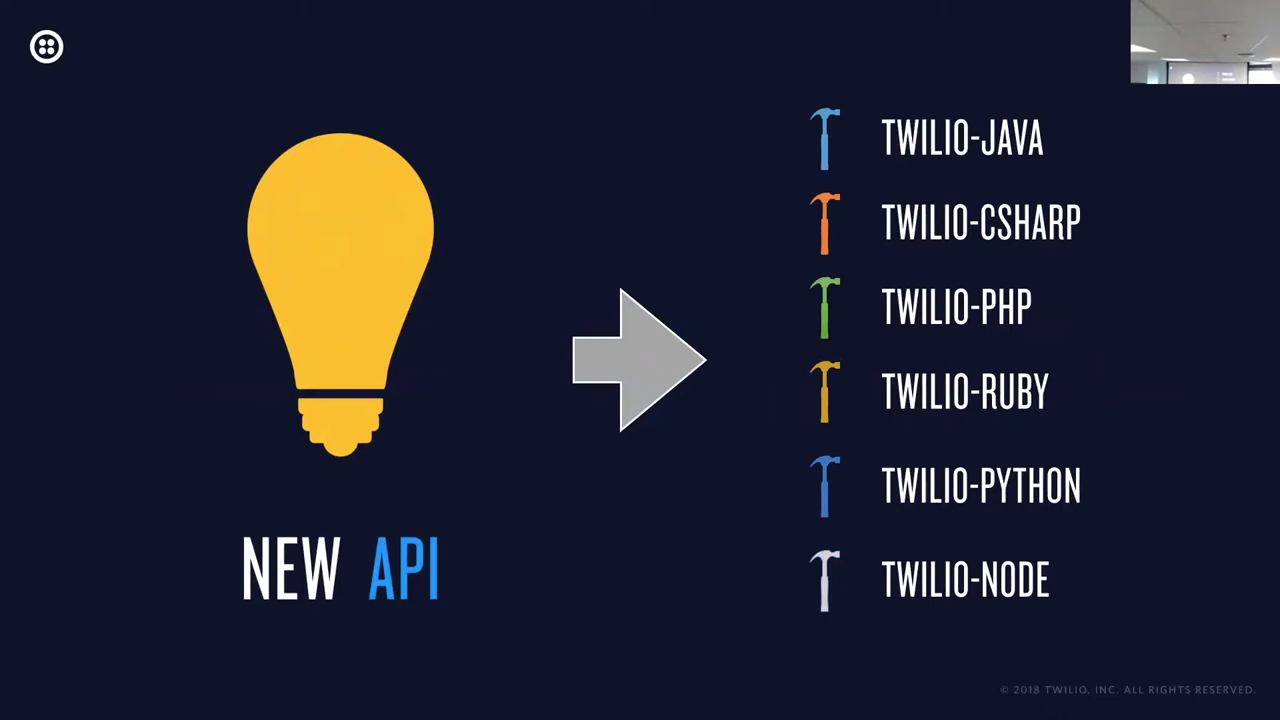 TWILIO-JAVA
TWILIO-CSHARP
TWILIO-PHP
TWILIO-RUBY
TWILIO-PYTHON
TWILIO-NODE
NEW API
© 2018 TWILIO, INC. ALL RIGHTS RESERVED.